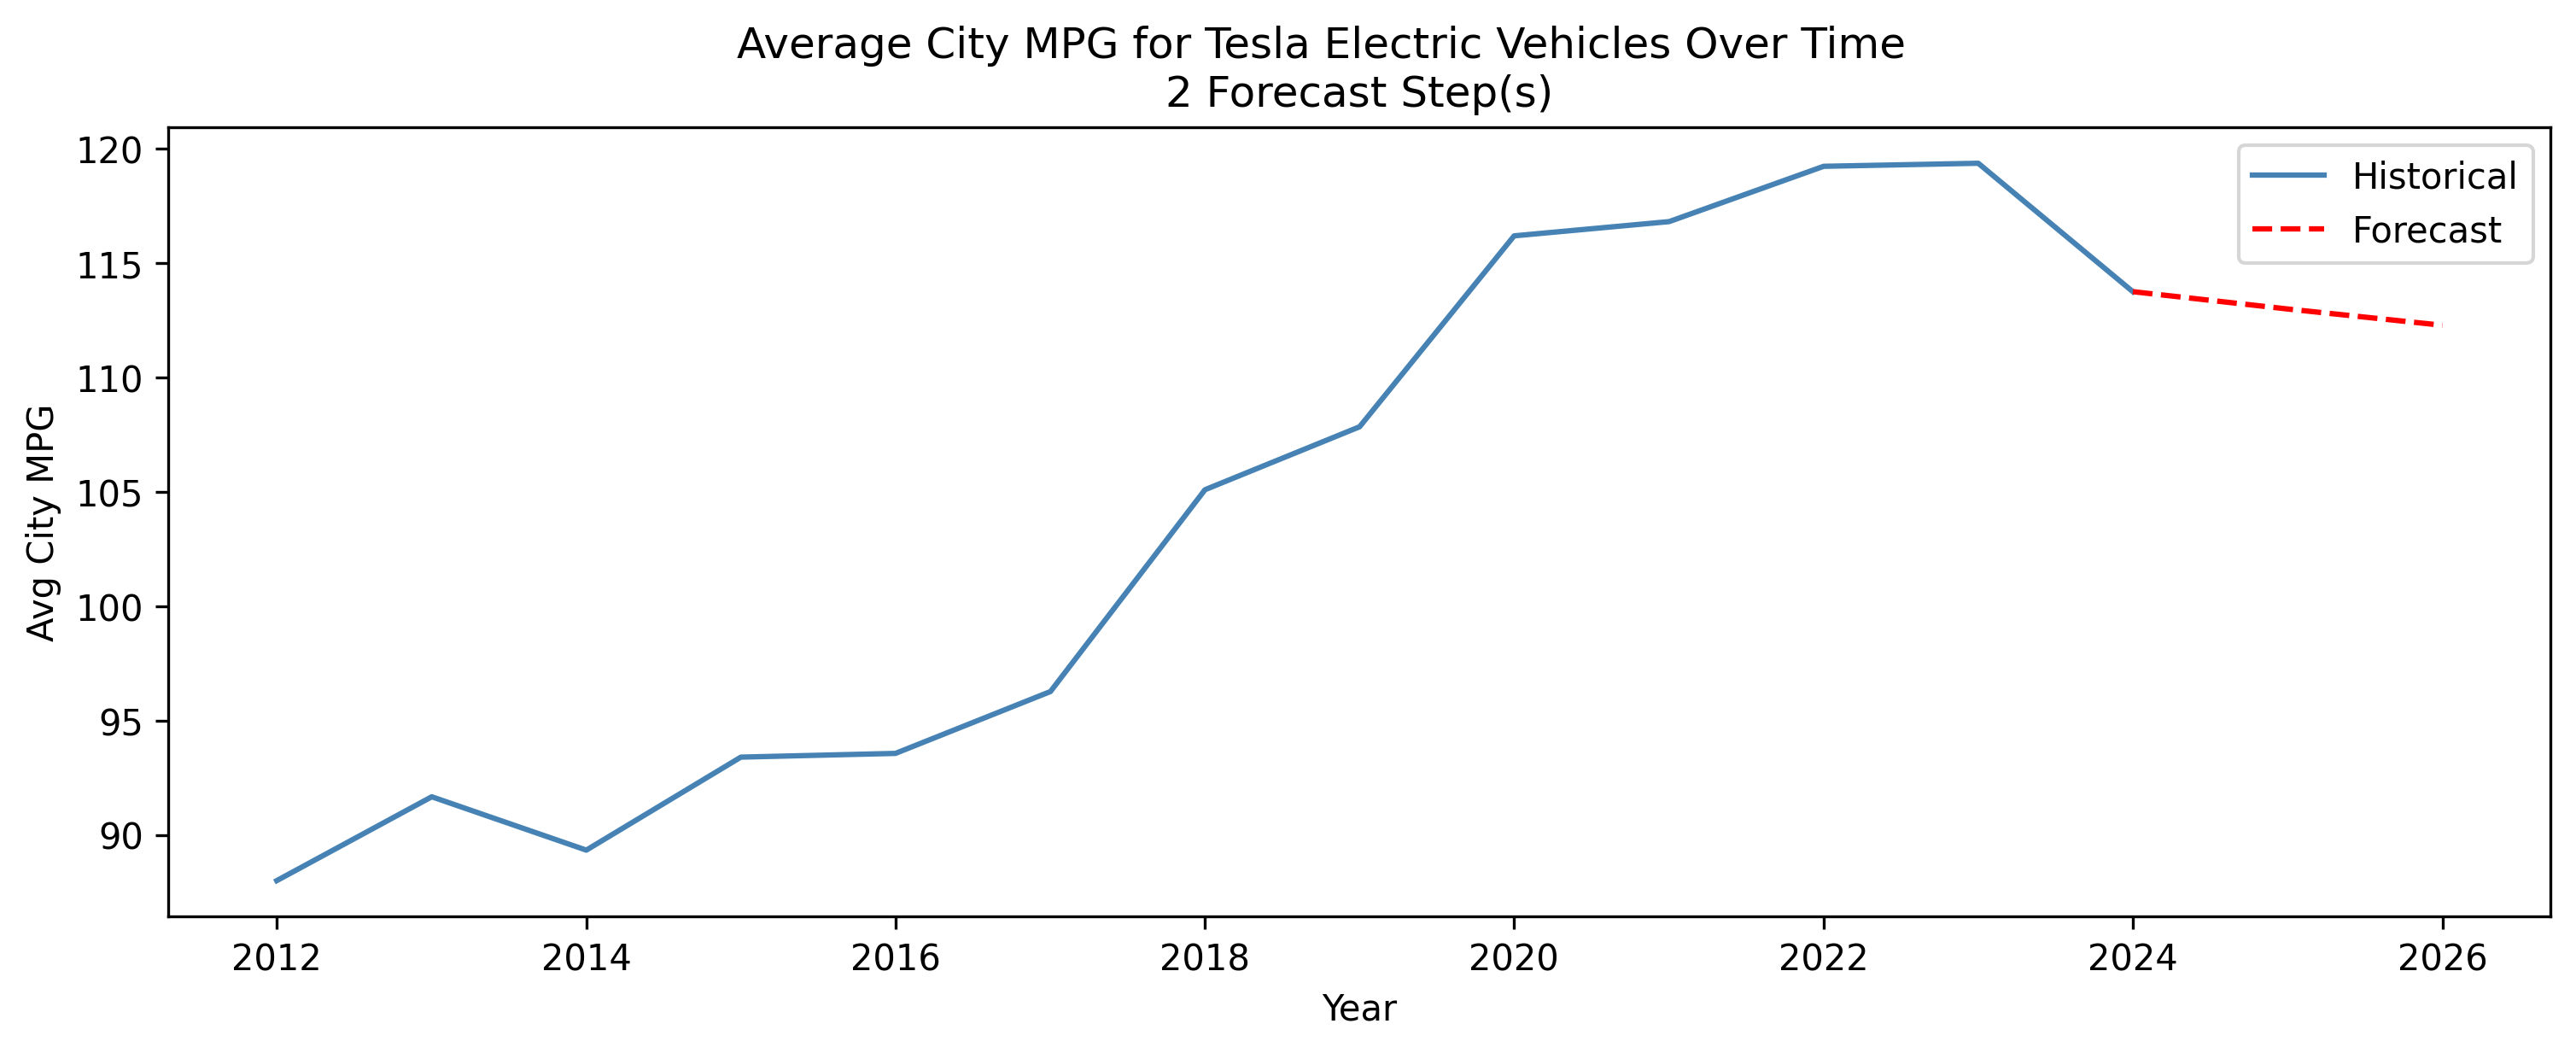 Average City MPG for Tesla Electric Vehicles Over Time
2 Forecast Step(s)
Historical
Forecast
120
115
110
105
100
95
90
Avg City MPG
2012 2014 2016 2018 2020 2022 2024 2026
Year